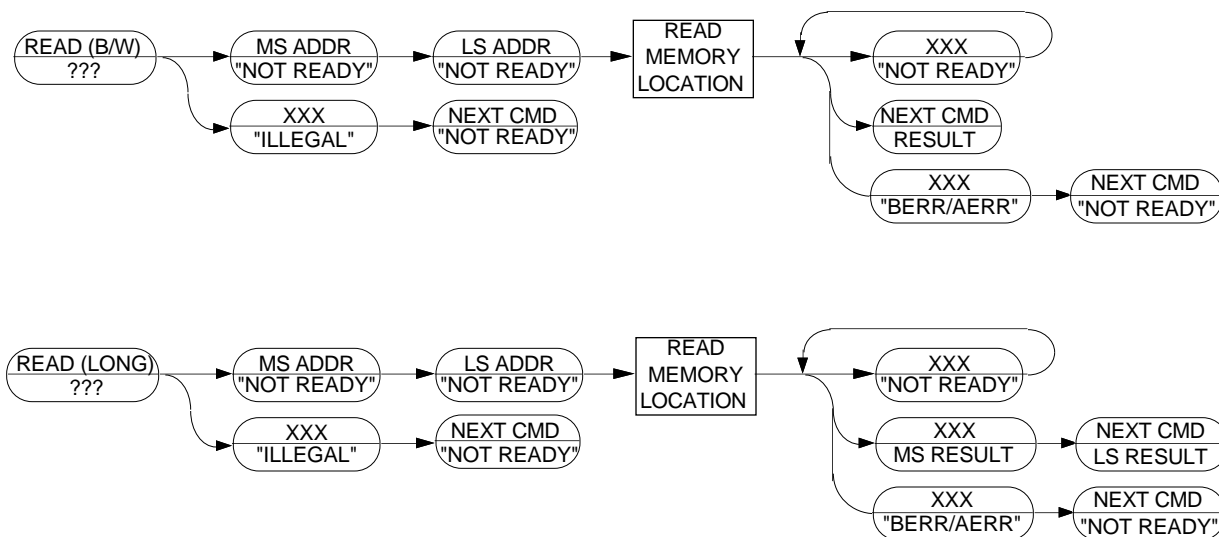 READ (B/W)
???
MS ADDR
"NOT READY"
LS ADDR
"NOT READY"
READ
MEMORY
LOCATION
XXX
"NOT READY"
XXX
"ILLEGAL"
NEXT CMD
"NOT READY"
NEXT CMD
RESULT
XXX
"BERR/AERR"
NEXT CMD
"NOT READY"
READ (LONG)
???
MS ADDR
"NOT READY"
LS ADDR
"NOT READY"
READ
MEMORY
LOCATION
XXX
"NOT READY"
XXX
"ILLEGAL"
NEXT CMD
"NOT READY"
XXX
MS RESULT
NEXT CMD
LS RESULT
XXX
"BERR/AERR"
NEXT CMD
"NOT READY"